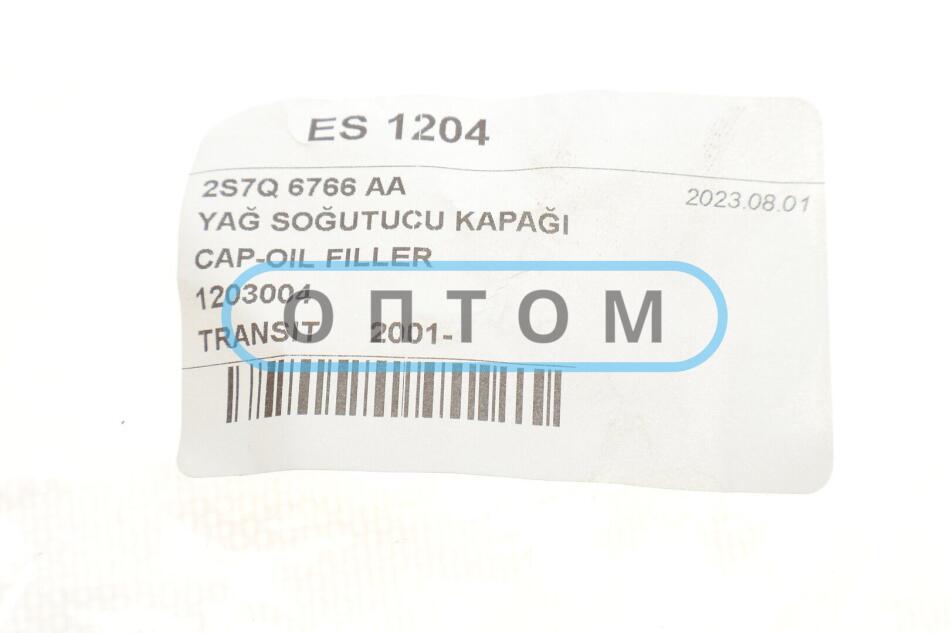 ES 1204
2S7Q 6766 AA
2023.08.01
YAĞ SOĞUTUCU KAPAĞI
CAP-OIL FILLER
1203004
ОПТОМ
TRANSIT 2001-